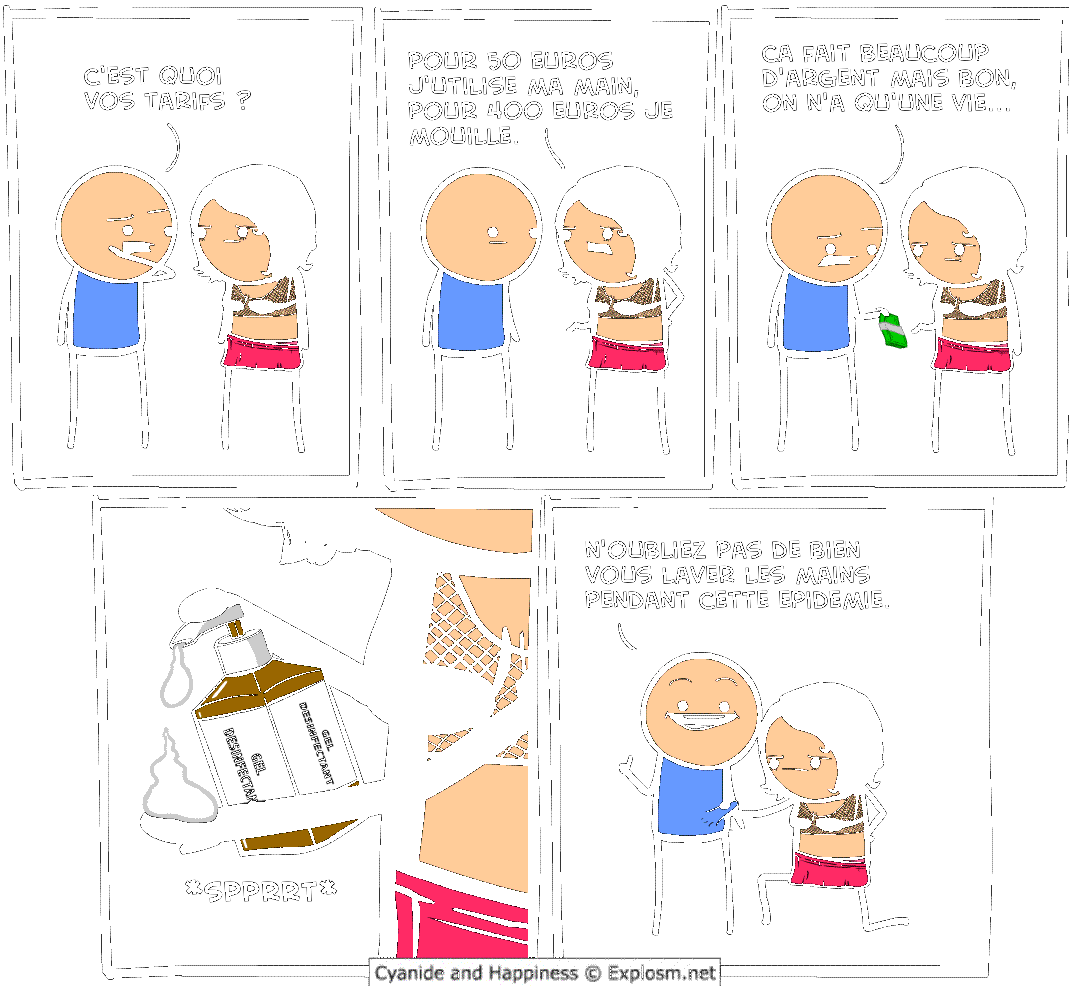 C'EST QUOI
VOS TARIFS ?
POUR 50 EUROS
J'UTILISE MA MAIN,
POUR 400 EUROS JE
MOUILLE.
CA FAIT BEAUCOUP
D'ARGENT MAIS BON,
ON N'A QU'UNE VIE...
GEL
DESINFECTANT
GEL
DESINFECTANT
*SPPRRT*
N'OUBLIEZ PAS DE BIEN
VOUS LAVER LES MAINS
PENDANT CETTE EPIDEMIE.
Cyanide and Happiness © Explosm.net